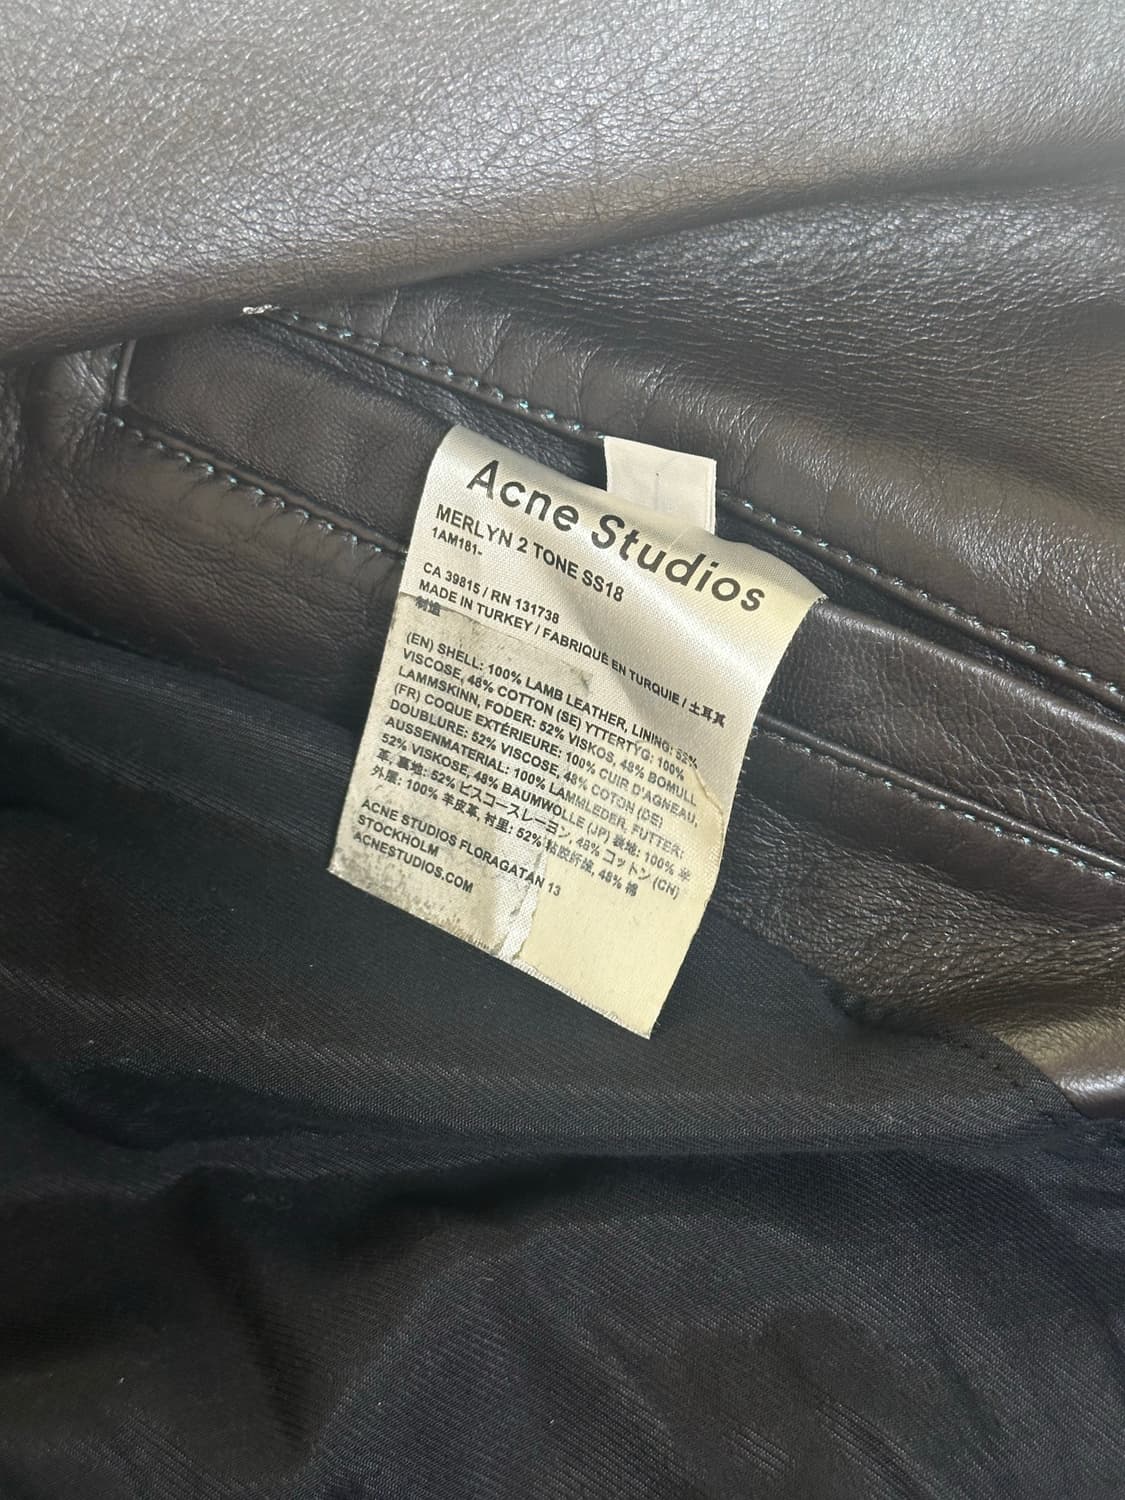 Acne Studios
MERLYN 2 TONE SS18
1AM181-
CA 39815 / RN 131738
MADE IN TURKEY / FABRIQUÉ EN TURQUIE / 土耳其
制造
(EN) SHELL: 100% LAMB LEATHER, LINING: 52%
VISCOSE, 48% COTTON (SE) YTTERTYG: 100%
LAMMSKINN, FODER: 52% VISKOS, 48% BOMULL
(FR) COQUE EXTÉRIEURE: 100% CUIR D'AGNEAU,
DOUBLURE: 52% VISCOSE, 48% COTON (DE)
AUSSENMATERIAL: 100% LAMMLEDER, FUTTER:
52% VISKOSE, 48% BAUMWOLLE (JP) 表地: 100% 羊
革, 裏地: 52% ビスコースレーヨン, 48% コットン (CN)
外層: 100% 羊皮革, 衬里: 52% 粘胶纤维, 48% 棉
ACNE STUDIOS FLORAGATAN 13
STOCKHOLM
ACNESTUDIOS.COM